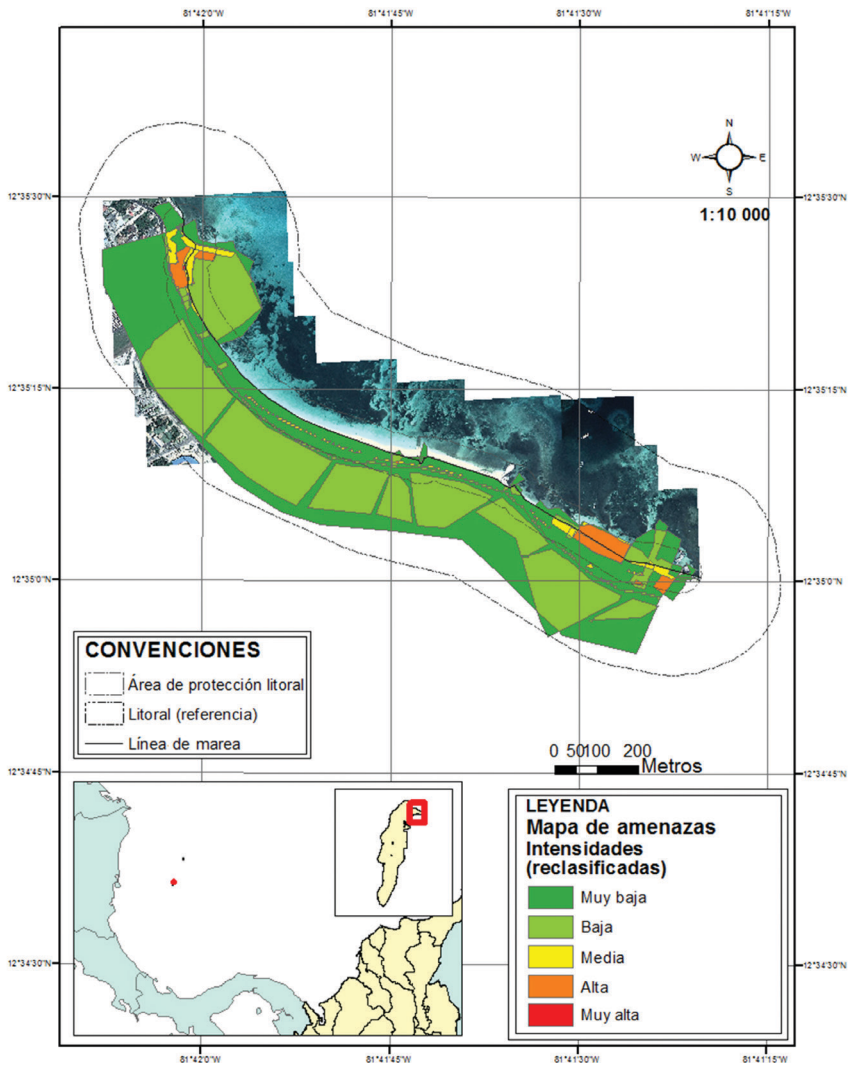 81°42'0"W 81°41'45"W 81°41'30"W 81°41'15"W
N
W E
S
1:10 000
12°35'30"N 12°35'30"N
12°35'15"N 12°35'15"N
12°35'0"N 12°35'0"N
CONVENCIONES
Área de protección litoral
Litoral (referencia)
Línea de marea
0 50 100 200 Metros
12°34'45"N 12°34'45"N
LEYENDA
Mapa de amenazas
Intensidades
(reclasificadas)
Muy baja
Baja
Media
Alta
Muy alta
12°34'30"N 12°34'30"N
81°42'0"W 81°41'45"W 81°41'30"W 81°41'15"W